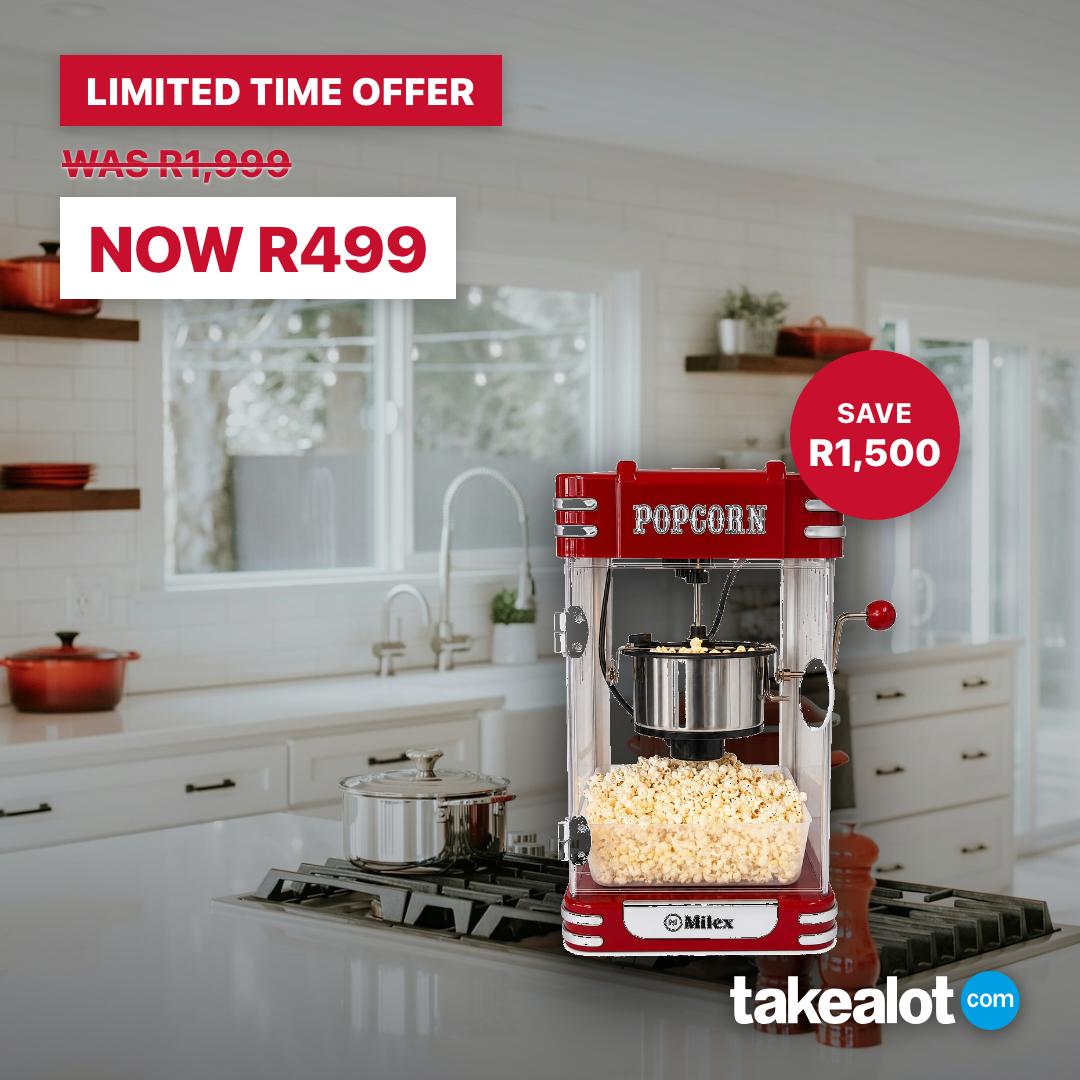 LIMITED TIME OFFER
WAS R1,999
NOW R499
SAVE
R1,500
POPCORN
Milex
takealot com